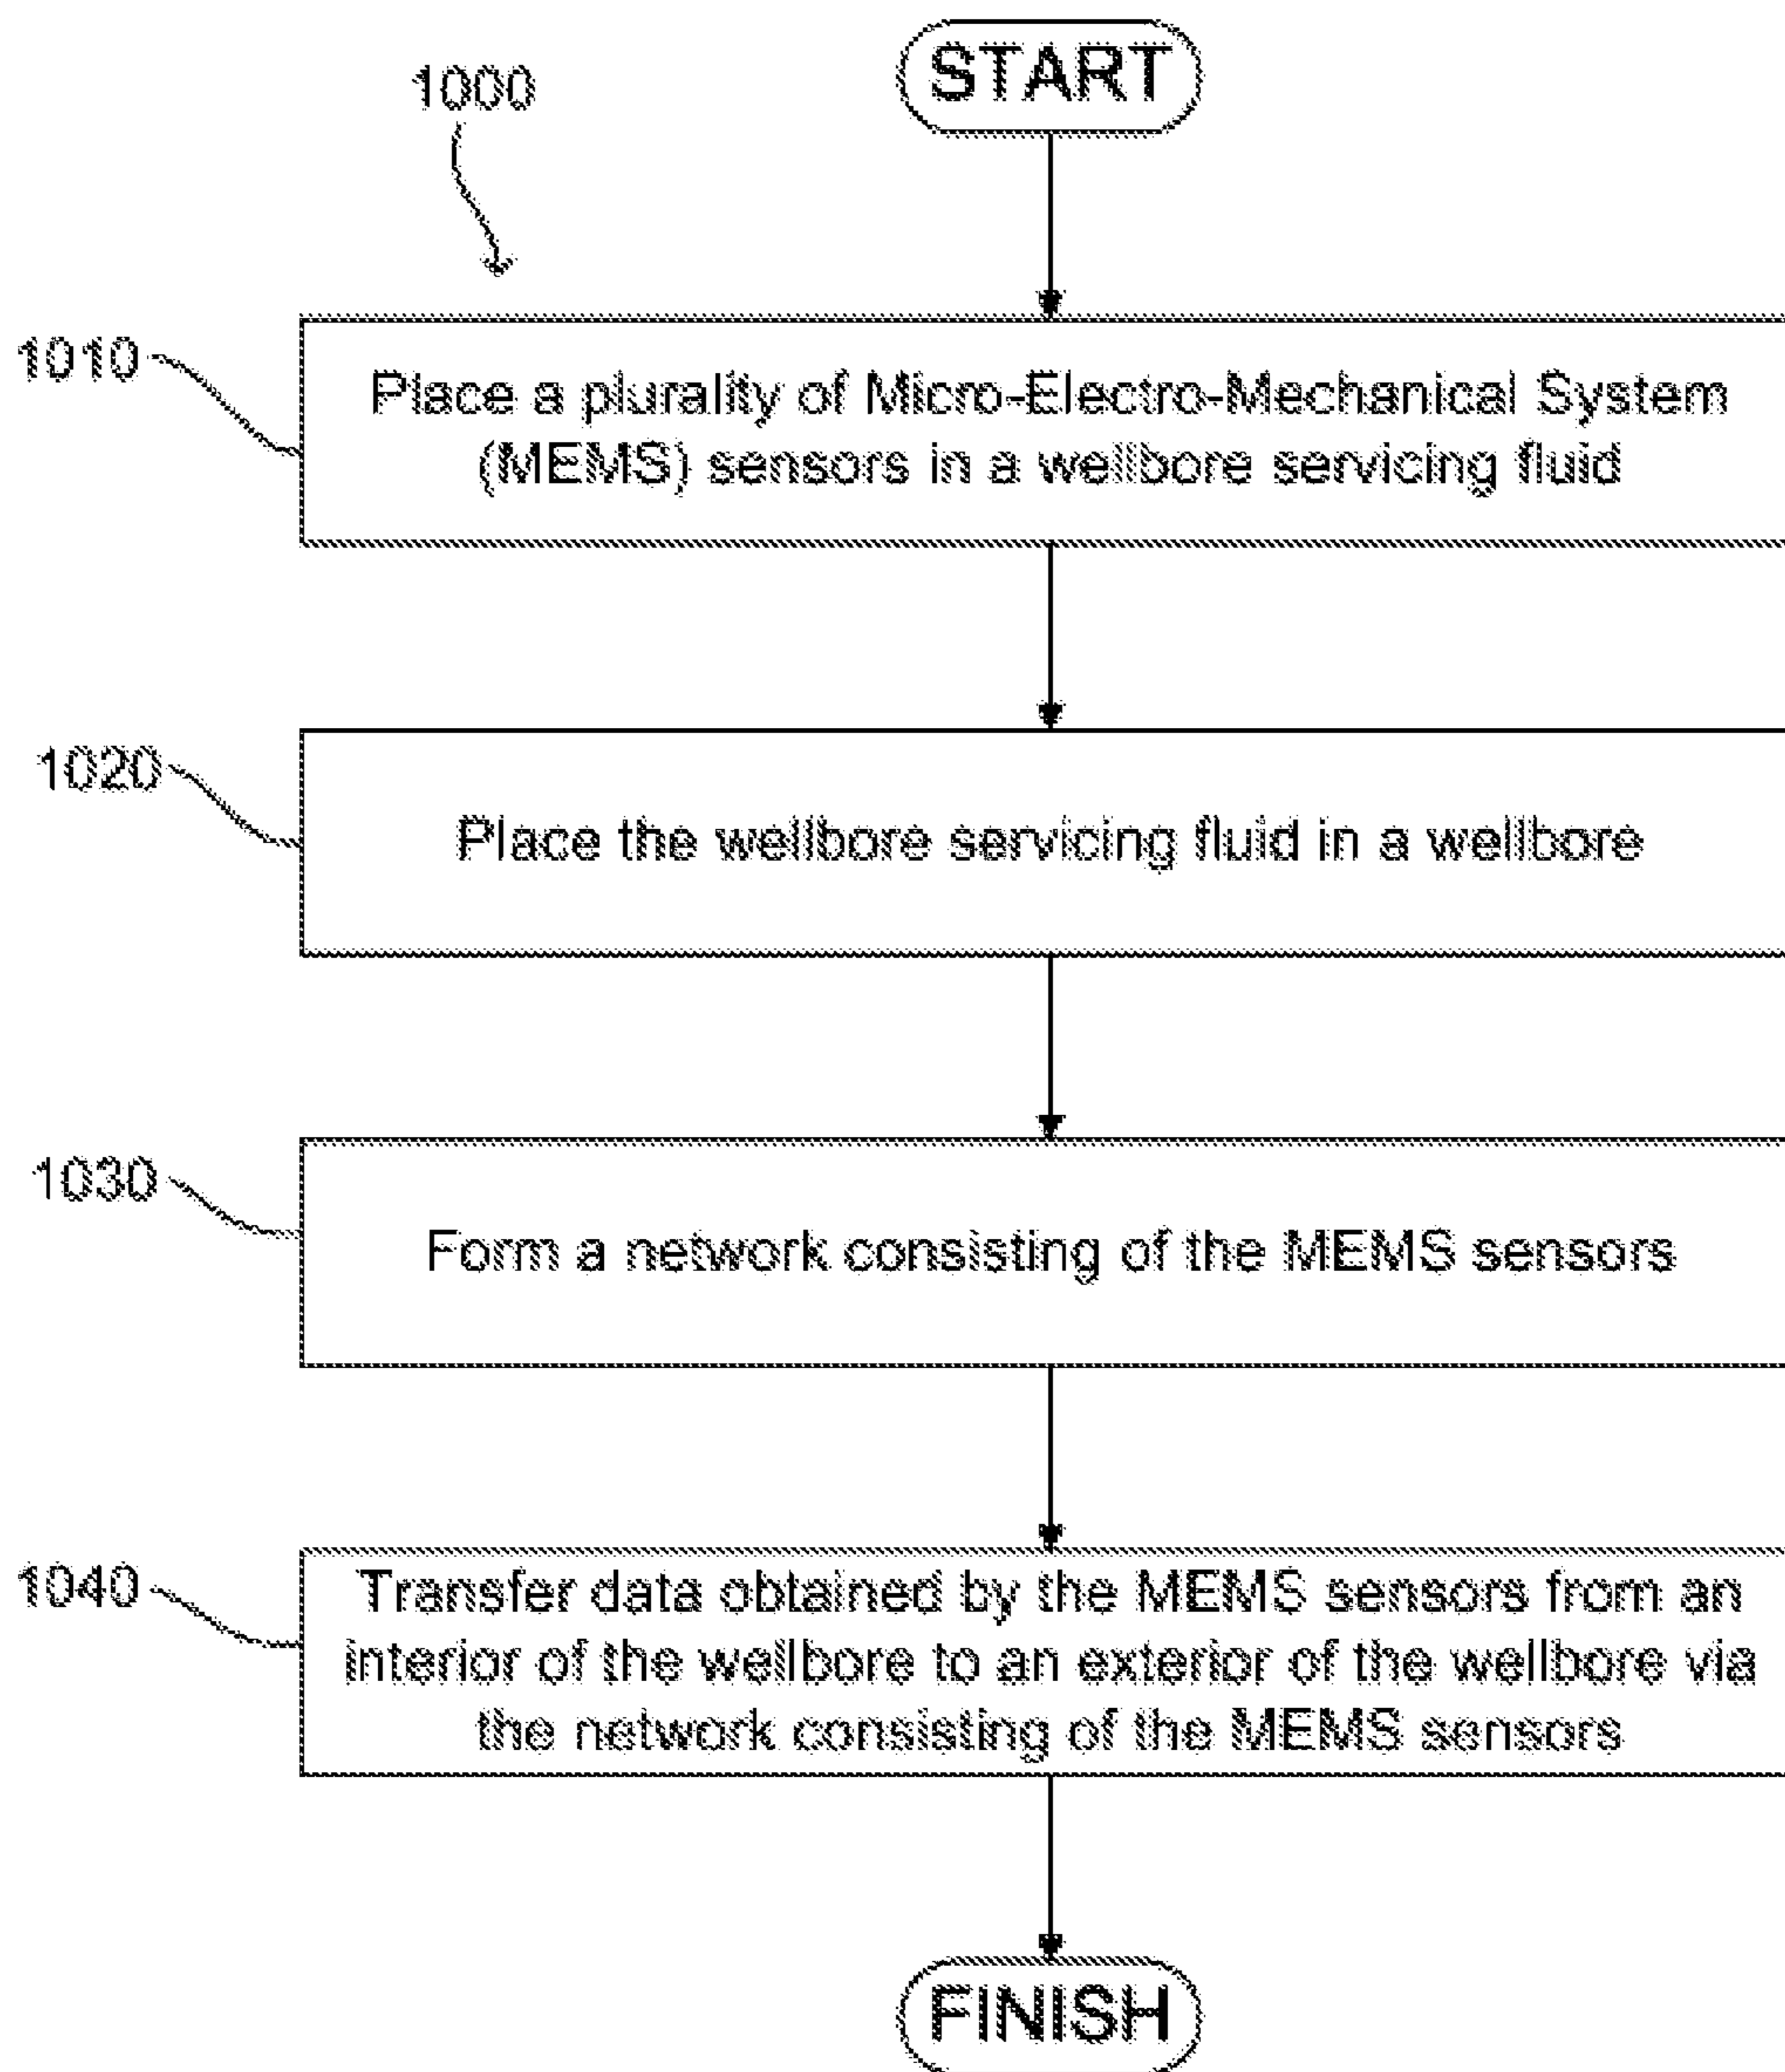 START
1000
1010
Place a plurality of Micro-Electro-Mechanical System
(MEMS) sensors in a wellbore servicing fluid
1020
Place the wellbore servicing fluid in a wellbore
1030
Form a network consisting of the MEMS sensors
1040
Transfer data obtained by the MEMS sensors from an
interior of the wellbore to an exterior of the wellbore via
the network consisting of the MEMS sensors
FINISH